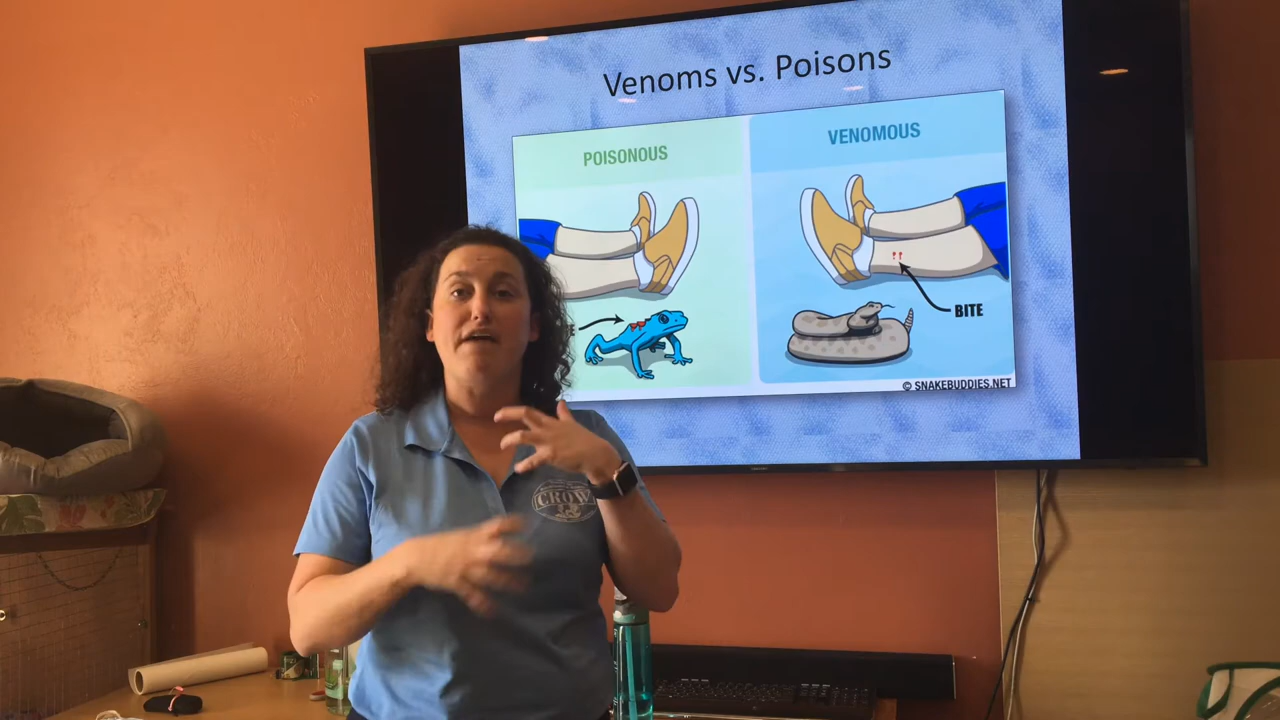 Venoms vs. Poisons
POISONOUS
VENOMOUS
BITE
© SNAKEBUDDIES.NET
CROW